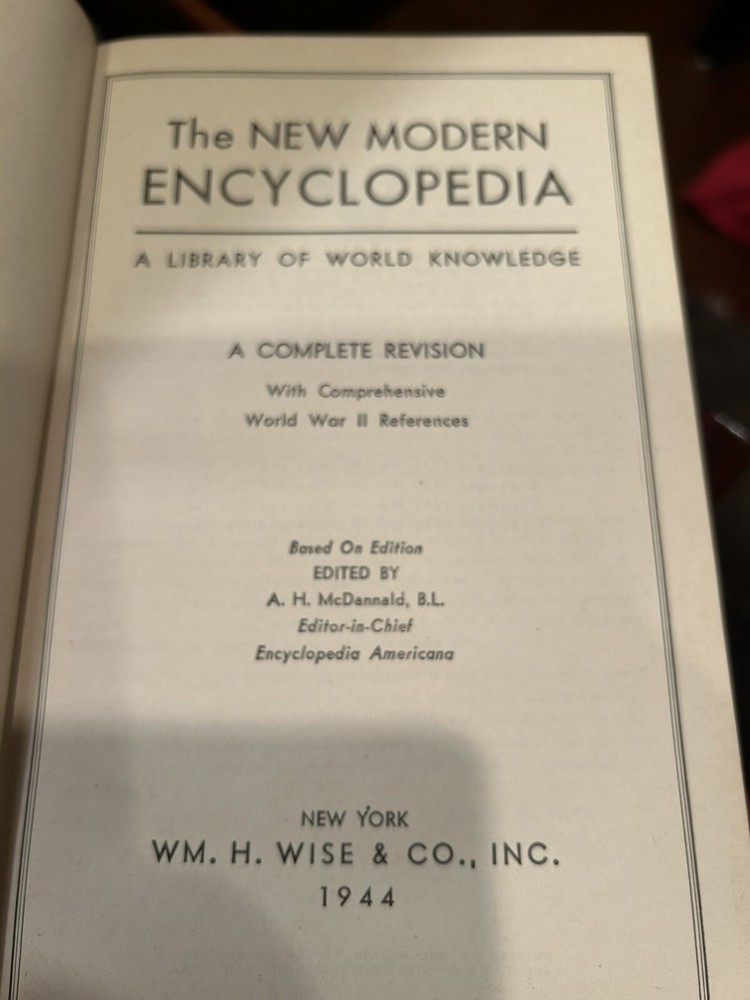 The NEW MODERN
ENCYCLOPEDIA
A LIBRARY OF WORLD KNOWLEDGE
A COMPLETE REVISION
With Comprehensive
World War II References
Based On Edition
EDITED BY
A. H. McDannald, B.L.
Editor-in-Chief
Encyclopedia Americana
NEW YORK
WM. H. WISE & CO., INC.
1944